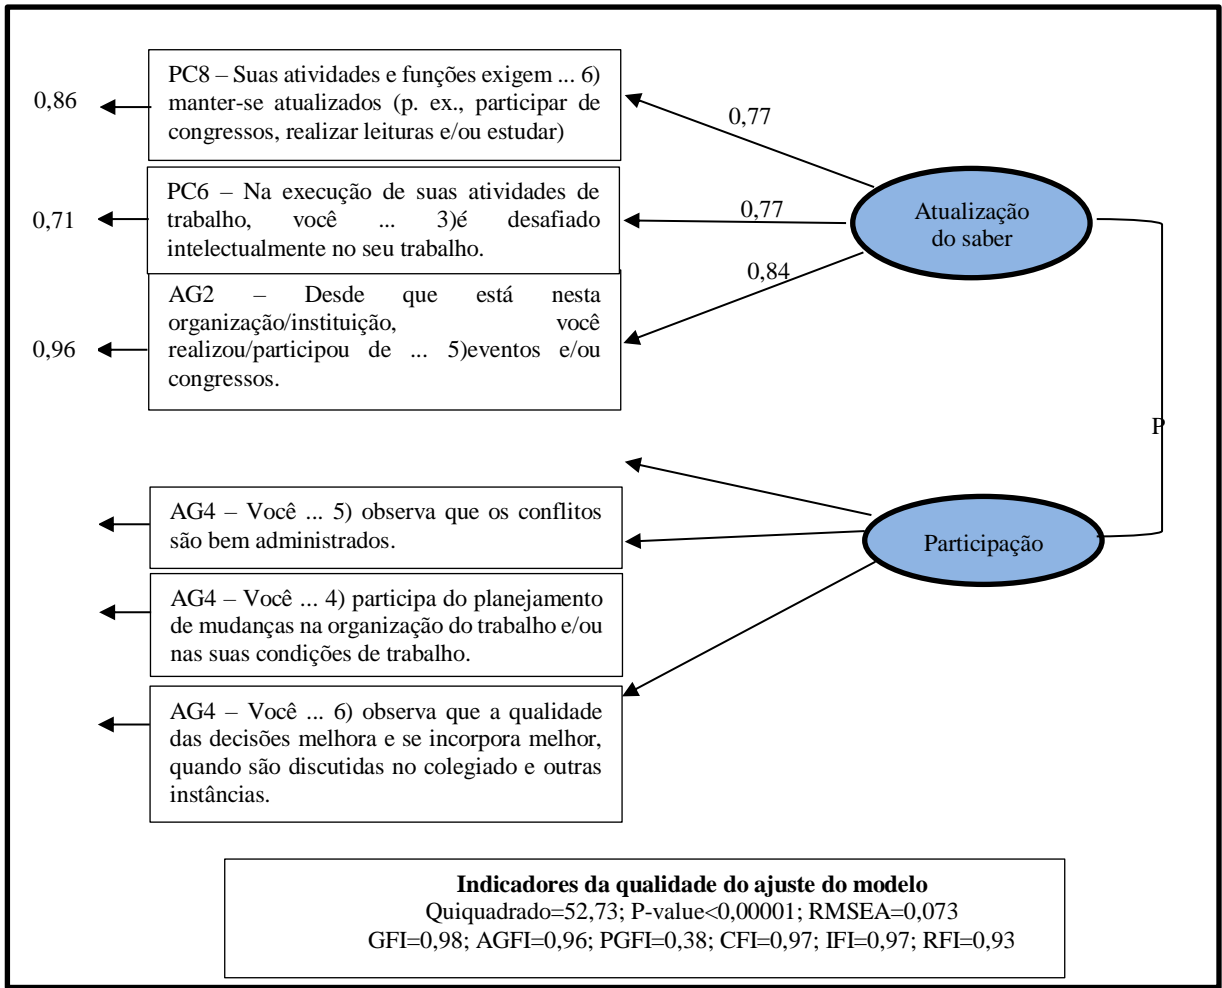 PC8 – Suas atividades e funções exigem ... 6)
manter-se atualizados (p. ex., participar de
congressos, realizar leituras e/ou estudar)
0,86
0,77
PC6 – Na execução de suas atividades de
trabalho, você ... 3)é desafiado
intelectualmente no seu trabalho.
0,71
0,77
Atualização
do saber
AG2 – Desde que está nesta
organização/instituição, você
realizou/participou de ... 5)eventos e/ou
congressos.
0,96
0,84
P
AG4 – Você ... 5) observa que os conflitos
são bem administrados.
Participação
AG4 – Você ... 4) participa do planejamento
de mudanças na organização do trabalho e/ou
nas suas condições de trabalho.
AG4 – Você ... 6) observa que a qualidade
das decisões melhora e se incorpora melhor,
quando são discutidas no colegiado e outras
instâncias.
Indicadores da qualidade do ajuste do modelo
Quiquadrado=52,73; P-value<0,00001; RMSEA=0,073
GFI=0,98; AGFI=0,96; PGFI=0,38; CFI=0,97; IFI=0,97; RFI=0,93